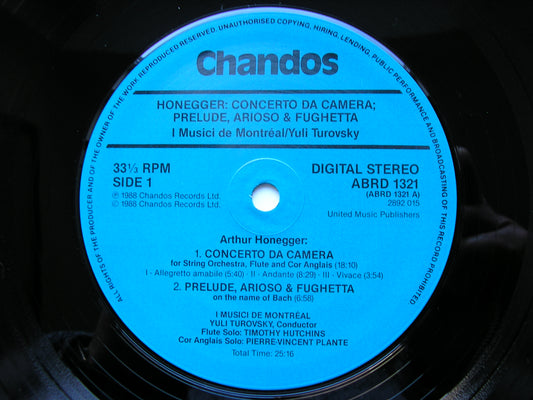 ALL RIGHTS OF THE PRODUCER AND OF THE OWNER OF THE WORK REPRODUCED RESERVED. UNAUTHORISED COPYING, HIRING, LENDING, PUBLIC PERFORMANCE AND BROADCASTING OF THIS RECORD PROHIBITED
Chandos
HONEGGER: CONCERTO DA CAMERA;
PRELUDE, ARIOSO & FUGHETTA
I Musici de Montréal/Yuli Turovsky
33⅓ RPM
SIDE 1
℗ 1988 Chandos Records Ltd.
© 1988 Chandos Records Ltd.
DIGITAL STEREO
ABRD 1321
(ABRD 1321 A)
2892 015
United Music Publishers
Arthur Honegger:
1. CONCERTO DA CAMERA
for String Orchestra, Flute and Cor Anglais (18:10)
I - Allegretto amabile (5:40) - II - Andante (8:29) - III - Vivace (3:54)
2. PRELUDE, ARIOSO & FUGHETTA
on the name of Bach (6:58)
I MUSICI DE MONTRÉAL
YULI TUROVSKY, Conductor
Flute Solo: TIMOTHY HUTCHINS
Cor Anglais Solo: PIERRE-VINCENT PLANTE
Total Time: 25:16